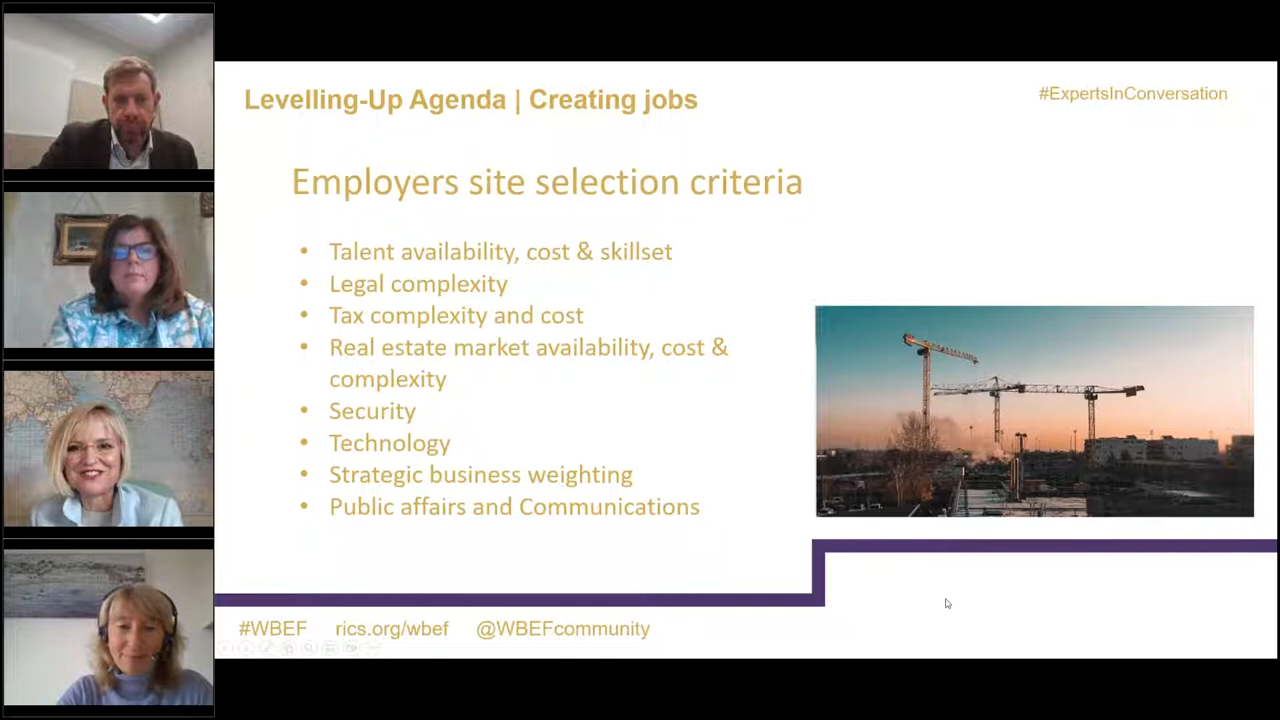 Levelling-Up Agenda | Creating jobs
#ExpertsInConversation
Employers site selection criteria
• Talent availability, cost & skillset
• Legal complexity
• Tax complexity and cost
• Real estate market availability, cost &
complexity
• Security
• Technology
• Strategic business weighting
• Public affairs and Communications
#WBEF rics.org/wbef @WBEFcommunity